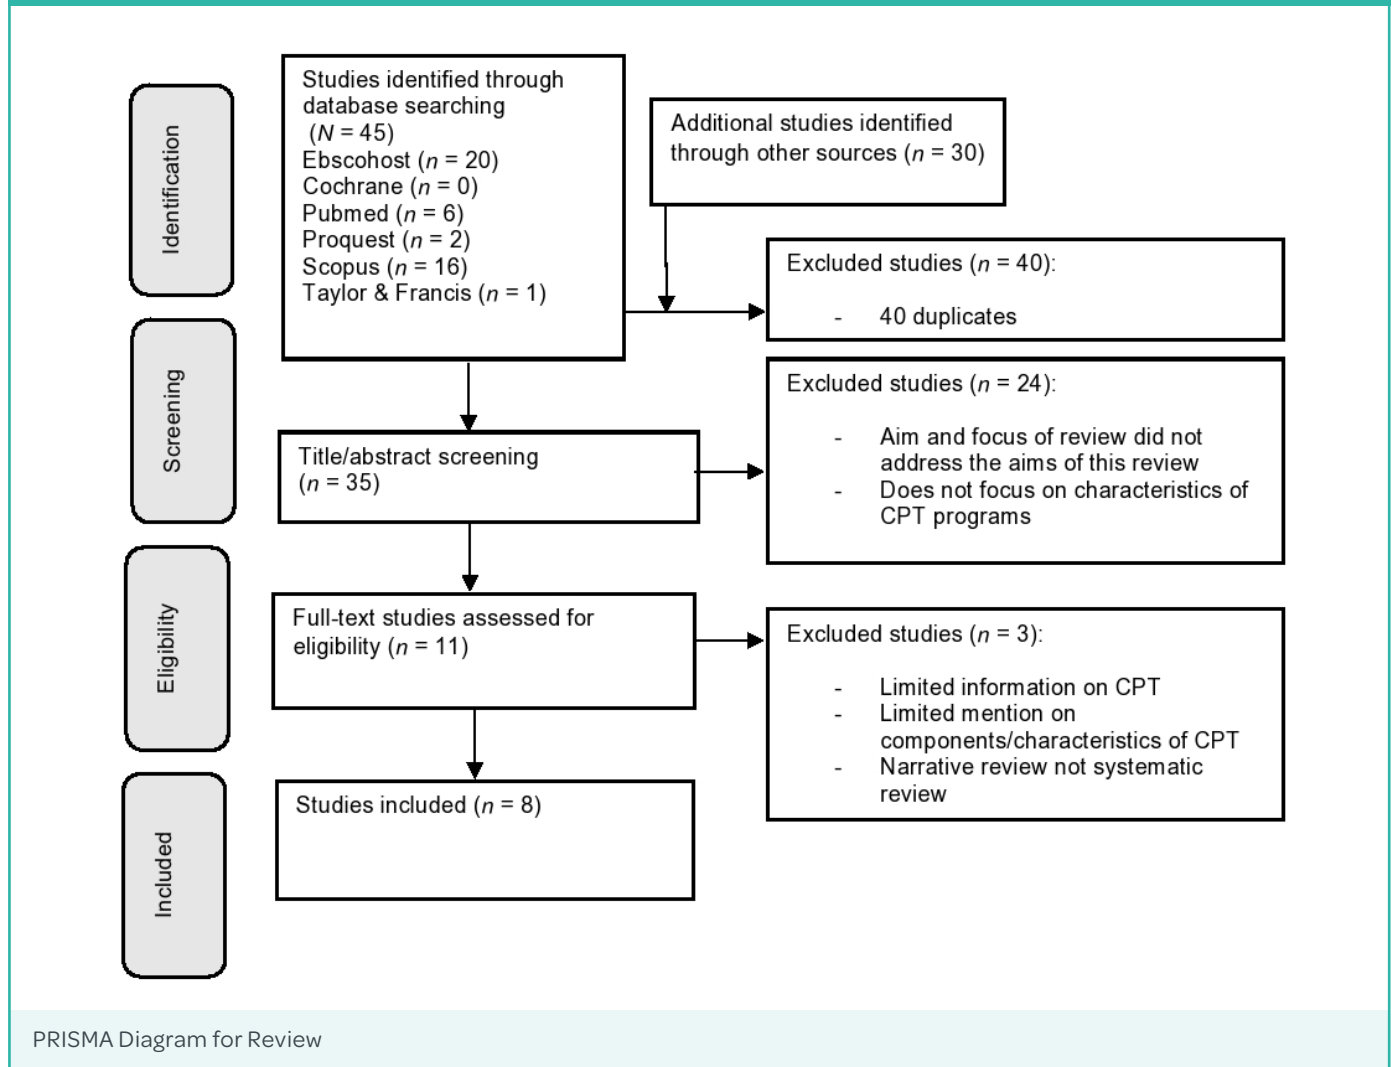 Identification
Studies identified through
database searching
(N = 45)
Ebscohost (n = 20)
Cochrane (n = 0)
Pubmed (n = 6)
Proquest (n = 2)
Scopus (n = 16)
Taylor & Francis (n = 1)
Additional studies identified
through other sources (n = 30)
Excluded studies (n = 40):
- 40 duplicates
Screening
Title/abstract screening
(n = 35)
Excluded studies (n = 24):
- Aim and focus of review did not
address the aims of this review
- Does not focus on characteristics of
CPT programs
Eligibility
Full-text studies assessed for
eligibility (n = 11)
Excluded studies (n = 3):
- Limited information on CPT
- Limited mention on
components/characteristics of CPT
- Narrative review not systematic
review
Included
Studies included (n = 8)
PRISMA Diagram for Review